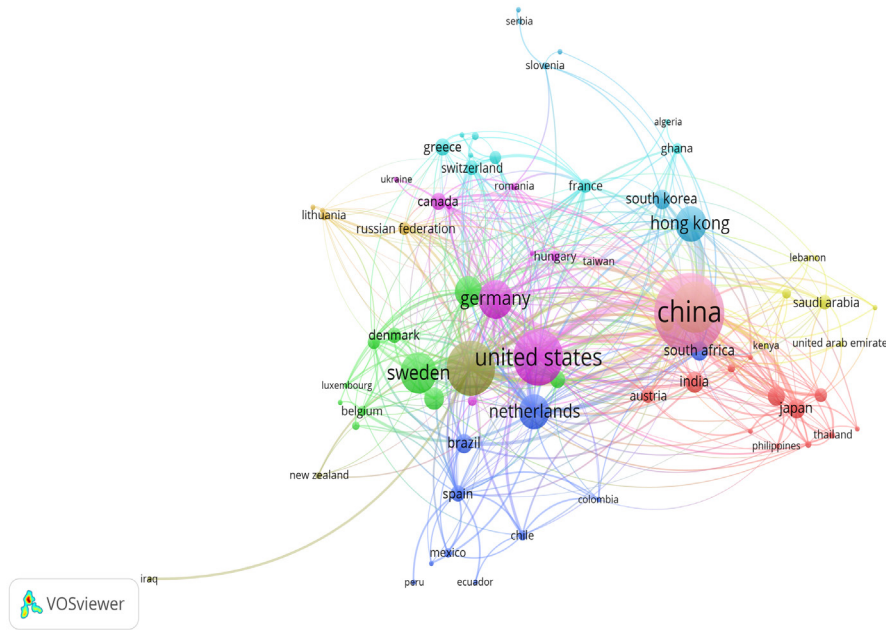 serbia
slovenia
algeria
greece
ghana
switzerland
ukraine
romania
france
canada
south korea
lithuania
hong kong
russian federation
hungary
taiwan
lebanon
germany
saudi arabia
china
denmark
united arab emirate
kenya
south africa
united states
sweden
india
luxembourg
austria
japan
belgium
netherlands
thailand
brazil
philippines
new zealand
spain
colombia
chile
mexico
iraq
peru
ecuador
VOSviewer